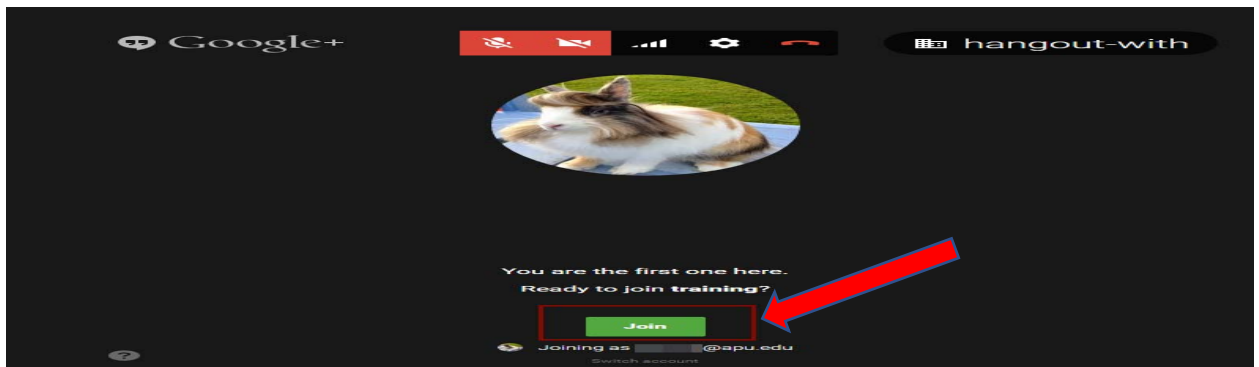 Google+
hangout-with
You are the first one here.
Ready to join training?
Join
Joining as @apu.edu
Switch account
?